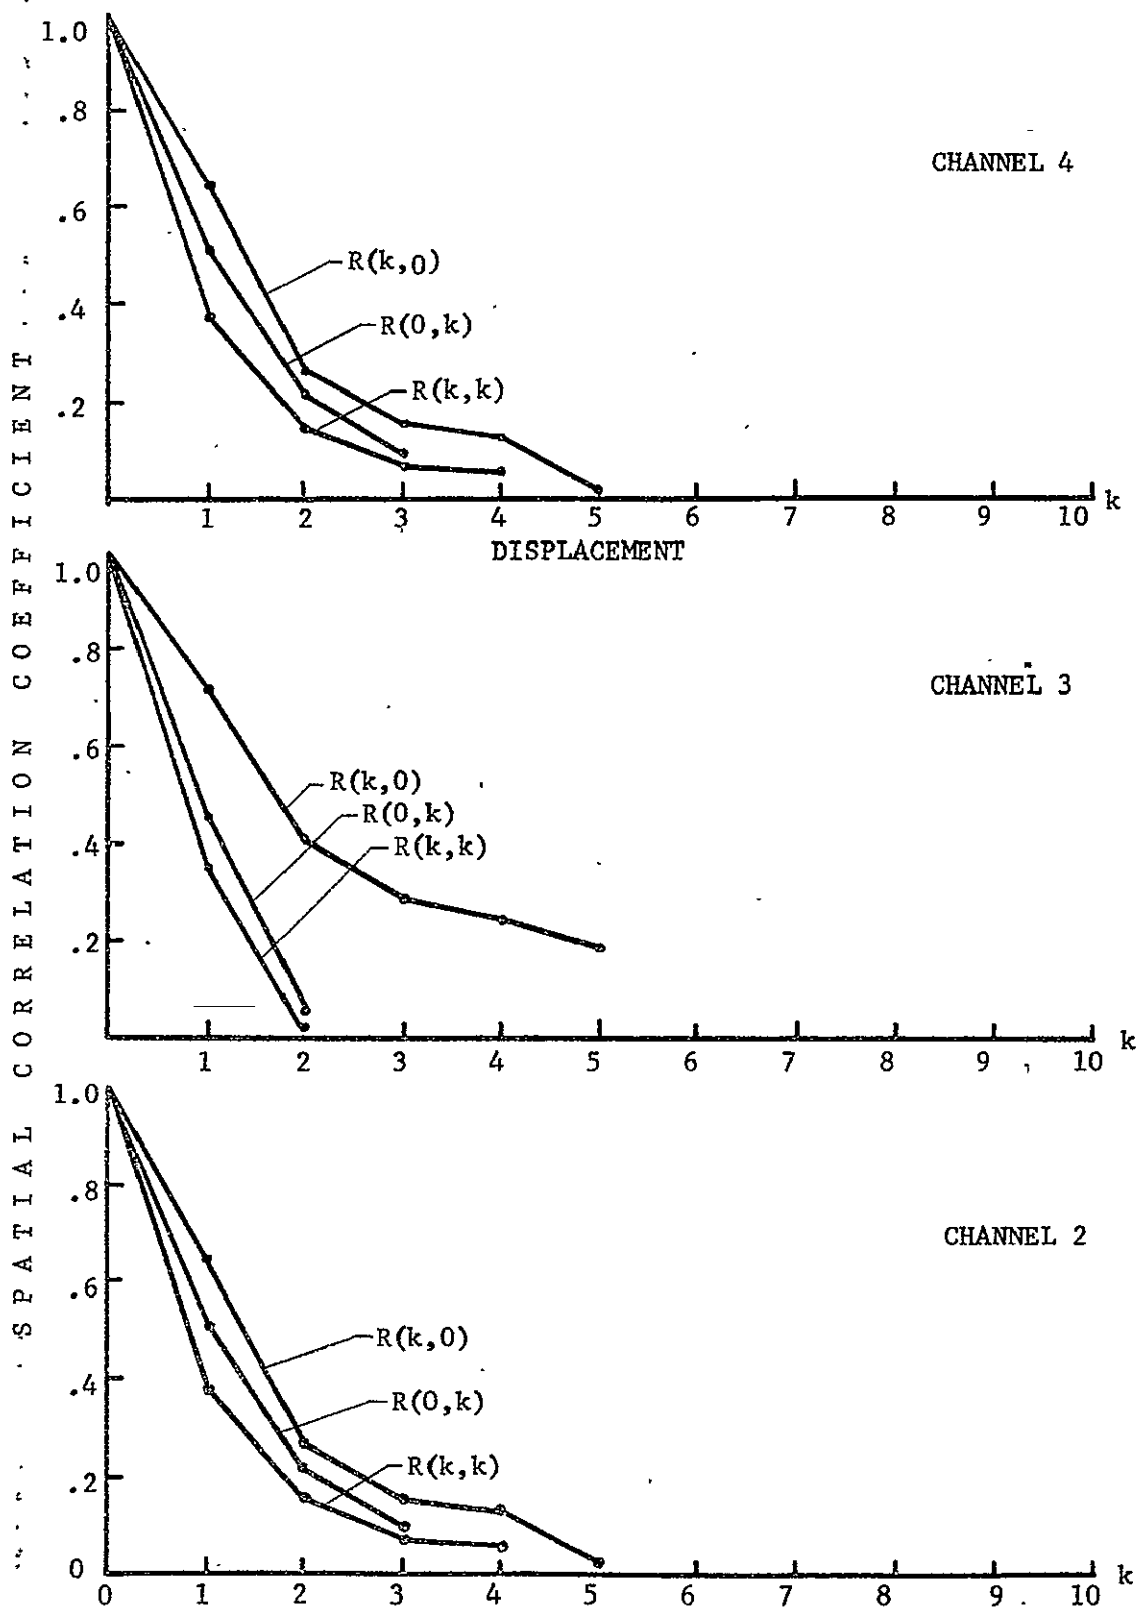 SPATIAL CORRELATION COEFFICIENT
1.0
.8
.6
.4
.2
CHANNEL 4
R(k,0)
R(0,k)
R(k,k)
1 2 3 4 5 6 7 8 9 10 k
DISPLACEMENT
1.0
.8
.6
.4
.2
CHANNEL 3
R(k,0)
R(0,k)
R(k,k)
1 2 3 4 5 6 7 8 9 10 k
1.0
.8
.6
.4
.2
0
CHANNEL 2
R(k,0)
R(0,k)
R(k,k)
0 1 2 3 4 5 6 7 8 9 10 k